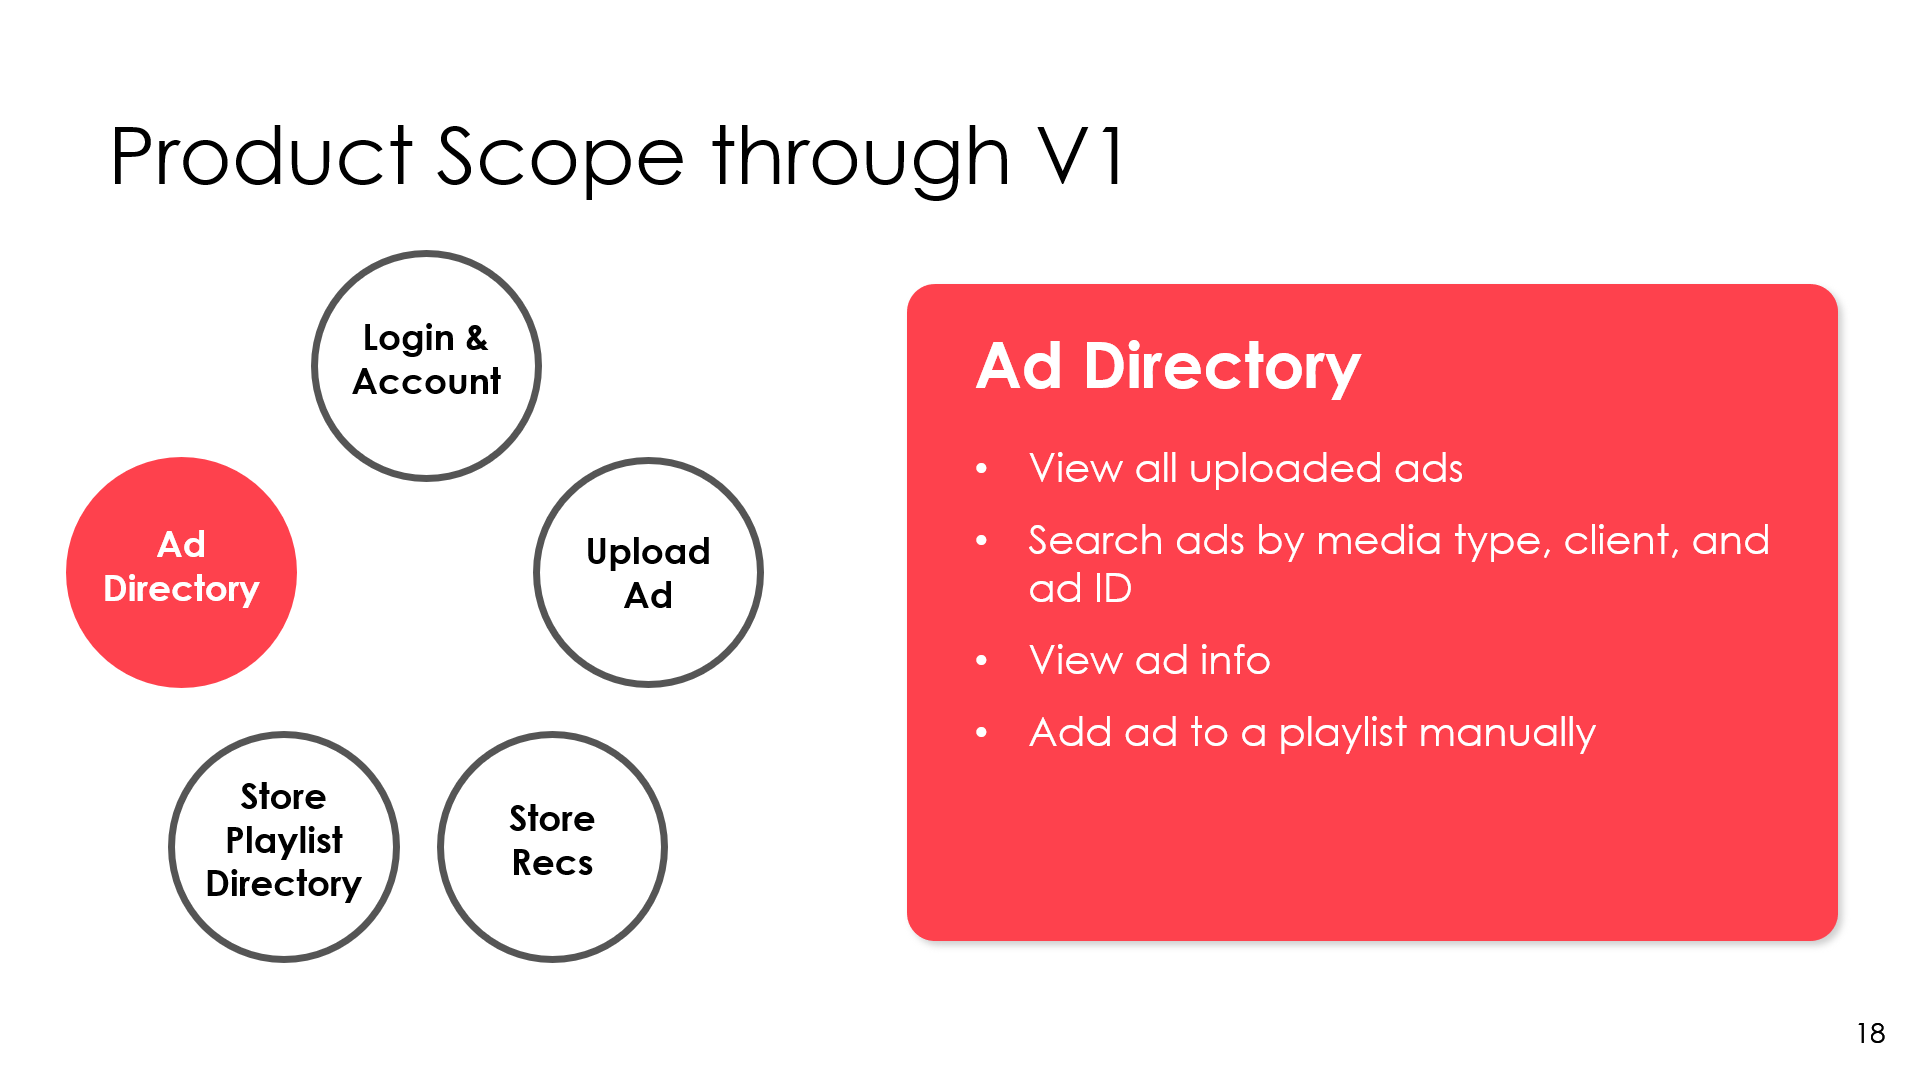 Product Scope through V1
Login &
Account
Ad
Directory
Upload
Ad
Store
Playlist
Directory
Store
Recs
Ad Directory
• View all uploaded ads
• Search ads by media type, client, and
ad ID
• View ad info
• Add ad to a playlist manually
18